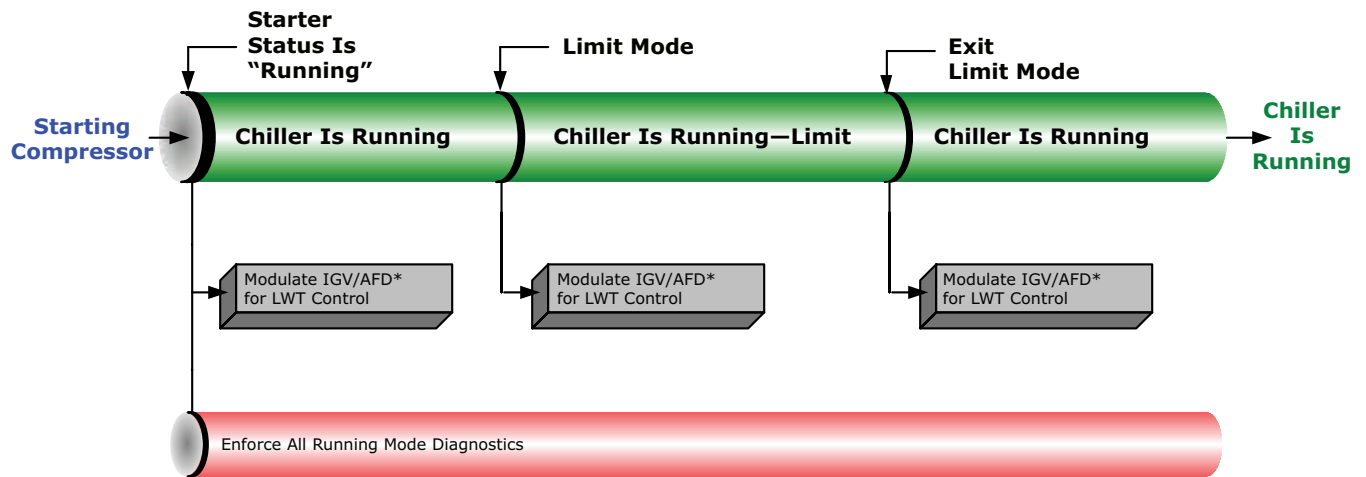 Starter
Status Is
“Running”
Limit Mode
Exit
Limit Mode
Starting
Compressor
Chiller Is Running
Chiller Is Running—Limit
Chiller Is Running
Chiller
Is
Running
Modulate IGV/AFD*
for LWT Control
Modulate IGV/AFD*
for LWT Control
Modulate IGV/AFD*
for LWT Control
Enforce All Running Mode Diagnostics